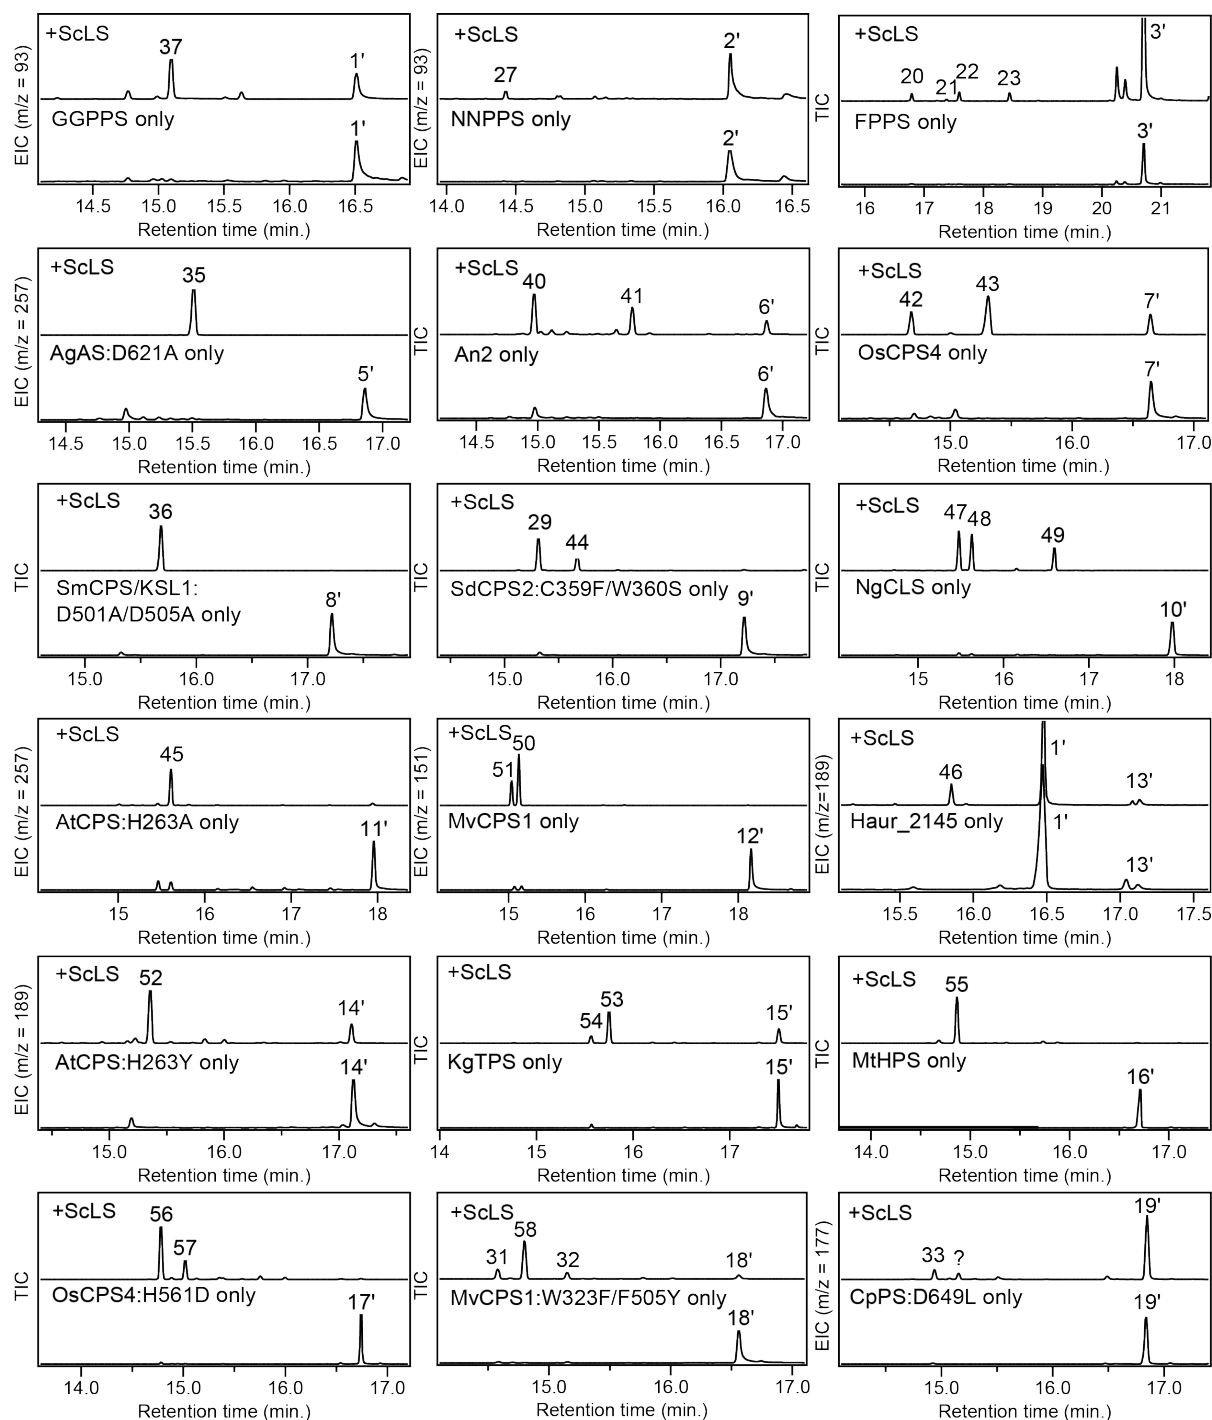 EIC (m/z = 93)
+ScLS
37
1'
GGPPS only
1'
14.5 15.0 15.5 16.0 16.5
Retention time (min.)
EIC (m/z = 93)
+ScLS
27
2'
NNPPS only
2'
14.0 14.5 15.0 15.5 16.0 16.5
Retention time (min.)
TIC
+ScLS
3'
20 21 22 23
FPPS only
3'
16 17 18 19 20 21
Retention time (min.)
EIC (m/z = 257)
+ScLS
35
AgAS:D621A only
5'
14.5 15.0 15.5 16.0 16.5 17.0
Retention time (min.)
TIC
+ScLS
40 41 6'
An2 only
6'
14.5 15.0 15.5 16.0 16.5 17.0
Retention time (min.)
TIC
+ScLS
42 43 7'
OsCPS4 only
7'
15.0 16.0 17.0
Retention time (min.)
TIC
+ScLS
36
SmCPS/KSL1:
D501A/D505A only
8'
15.0 16.0 17.0
Retention time (min.)
TIC
+ScLS
29 44
SdCPS2:C359F/W360S only
9'
15.0 16.0 17.0
Retention time (min.)
TIC
+ScLS
47 48 49
NgCLS only
10'
15 16 17 18
Retention time (min.)
EIC (m/z = 257)
+ScLS
45
AtCPS:H263A only
11'
15 16 17 18
Retention time (min.)
EIC (m/z = 151)
+ScLS
51 50
MvCPS1 only
12'
15 16 17 18
Retention time (min.)
EIC (m/z=189)
+ScLS
46 1' 13'
Haur_2145 only
1'
13'
15.5 16.0 16.5 17.0 17.5
Retention time (min.)
EIC (m/z = 189)
+ScLS
52 14'
AtCPS:H263Y only
14'
15.0 16.0 17.0
Retention time (min.)
TIC
+ScLS
54 53 15'
KgTPS only
15'
14 15 16 17
Retention time (min.)
TIC
+ScLS
55
MtHPS only
16'
14.0 15.0 16.0 17.0
Retention time (min.)
TIC
+ScLS
56 57
OsCPS4:H561D only
17'
14.0 15.0 16.0 17.0
Retention time (min.)
TIC
+ScLS
31 58 32 18'
MvCPS1:W323F/F505Y only
18'
15.0 16.0 17.0
Retention time (min.)
EIC (m/z = 177)
+ScLS
33 ? 19'
CpPS:D649L only
19'
15.0 16.0 17.0
Retention time (min.)